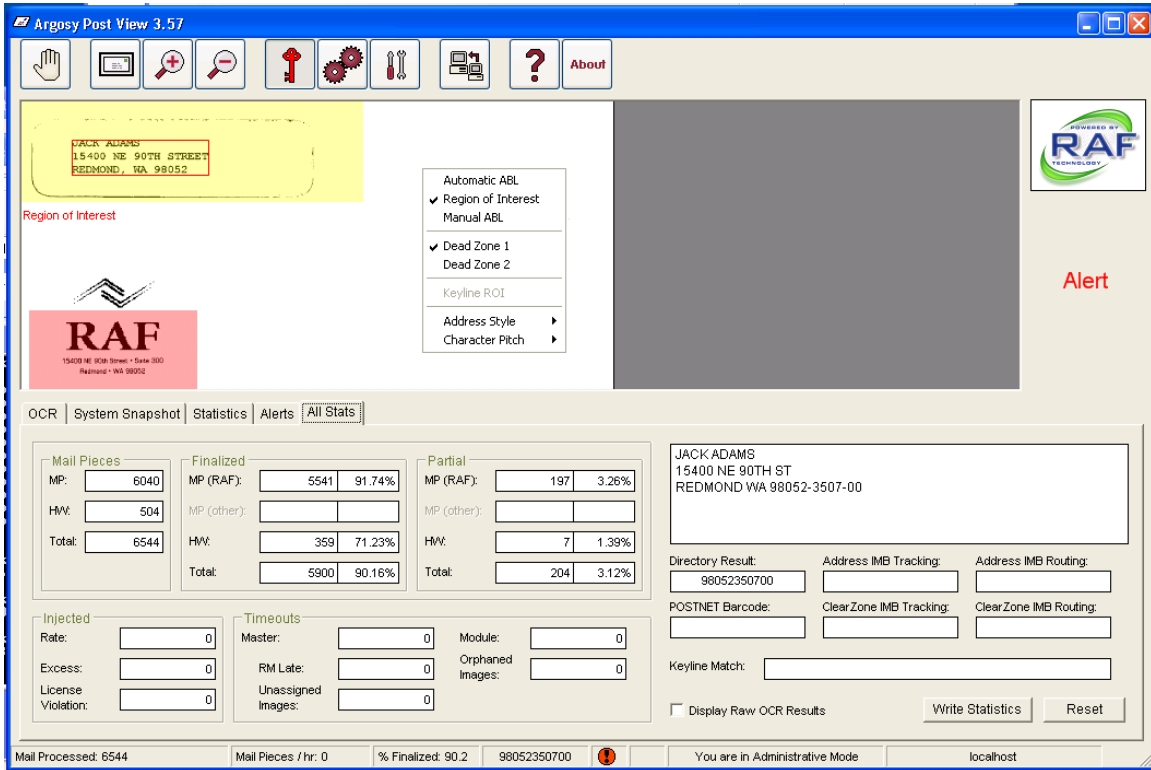 Argosy Post View 3.57
About
JACK ADAMS
15400 NE 90TH STREET
REDMOND, WA 98052
Region of Interest
RAF
15400 NE 90th Street • Suite 300
Redmond • WA 98052
Automatic ABL
Region of Interest
Manual ABL
Dead Zone 1
Dead Zone 2
Keyline ROI
Address Style
Character Pitch
POWERED BY
RAF
TECHNOLOGY
Alert
OCR System Snapshot Statistics Alerts All Stats
Mail Pieces
MP: 6040
HW: 504
Total: 6544
Finalized
MP (RAF): 5541 91.74%
MP (other):
HW: 359 71.23%
Total: 5900 90.16%
Partial
MP (RAF): 197 3.26%
MP (other):
HW: 7 1.39%
Total: 204 3.12%
Injected
Rate: 0
Excess: 0
License
Violation: 0
Timeouts
Master: 0
RM Late: 0
Unassigned
Images: 0
Module: 0
Orphaned
Images: 0
JACK ADAMS
15400 NE 90TH ST
REDMOND WA 98052-3507-00
Directory Result: Address IMB Tracking: Address IMB Routing:
98052350700
POSTNET Barcode: ClearZone IMB Tracking: ClearZone IMB Routing:
Keyline Match:
Display Raw OCR Results
Write Statistics Reset
Mail Processed: 6544 Mail Pieces / hr: 0 % Finalized: 90.2 98052350700 You are in Administrative Mode localhost